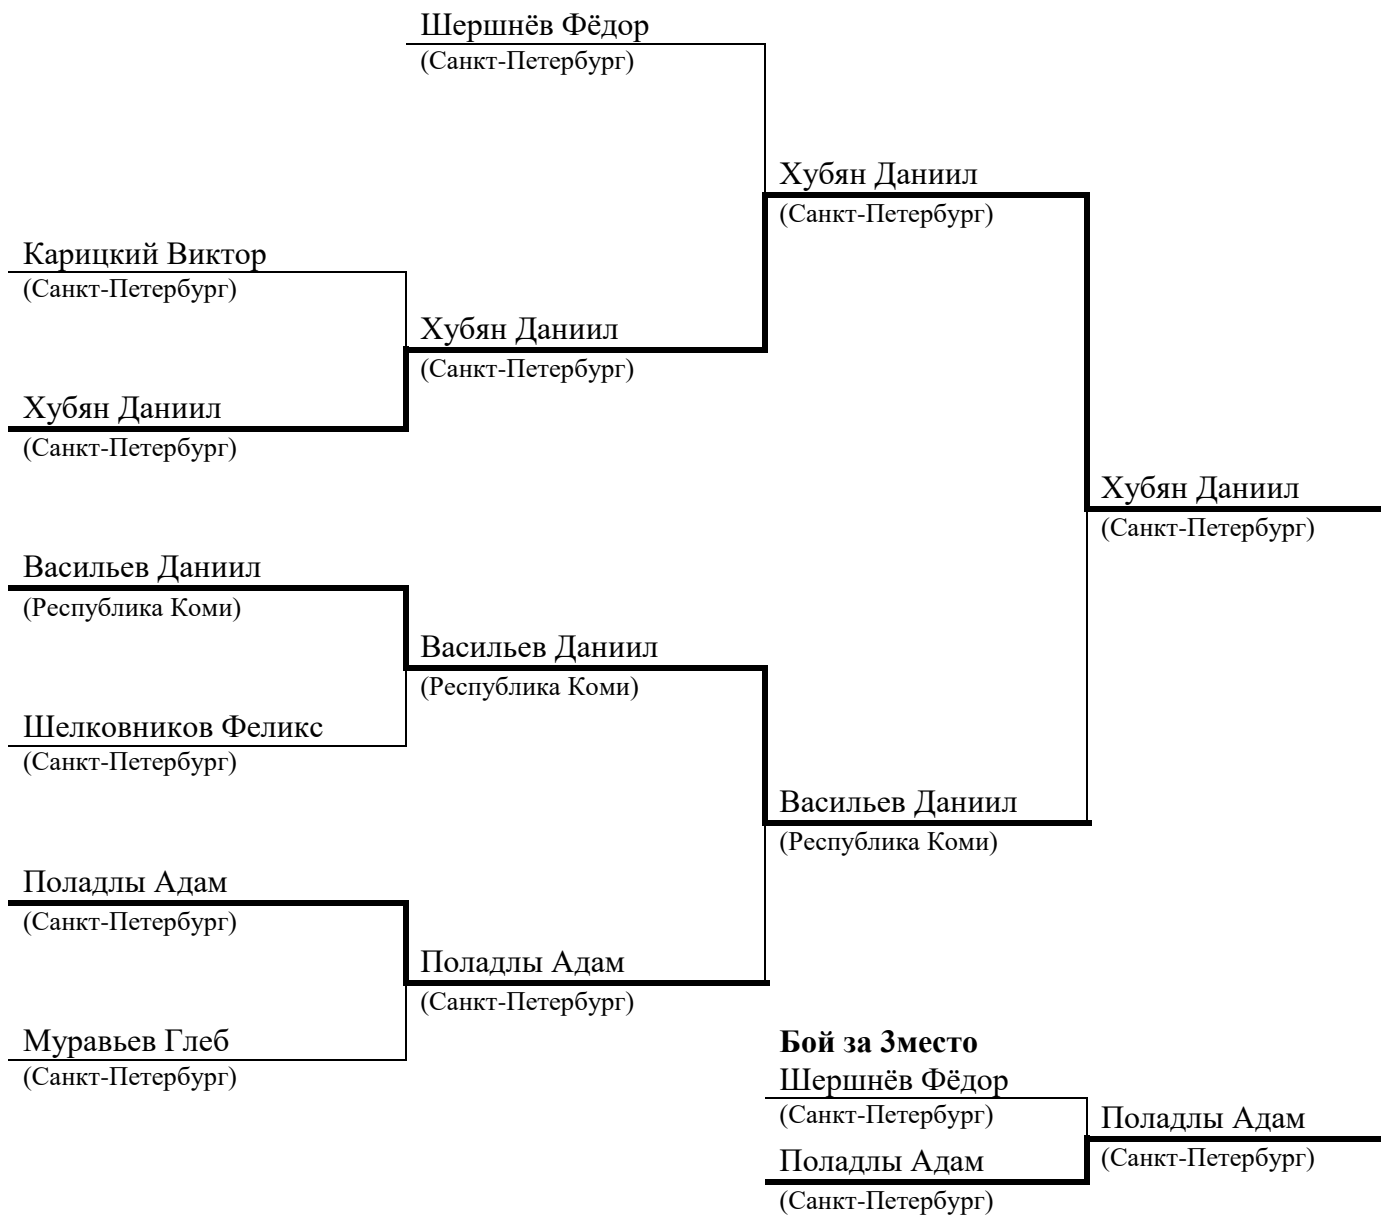 Шершнёв Фёдор
(Санкт-Петербург)
Хубян Даниил
(Санкт-Петербург)
Карицкий Виктор
(Санкт-Петербург)
Хубян Даниил
(Санкт-Петербург)
Хубян Даниил
(Санкт-Петербург)
Хубян Даниил
(Санкт-Петербург)
Васильев Даниил
(Республика Коми)
Васильев Даниил
(Республика Коми)
Шелковников Феликс
(Санкт-Петербург)
Васильев Даниил
(Республика Коми)
Поладлы Адам
(Санкт-Петербург)
Поладлы Адам
(Санкт-Петербург)
Муравьев Глеб
(Санкт-Петербург)
Бой за 3место
Шершнёв Фёдор
(Санкт-Петербург)
Поладлы Адам
(Санкт-Петербург)
Поладлы Адам
(Санкт-Петербург)